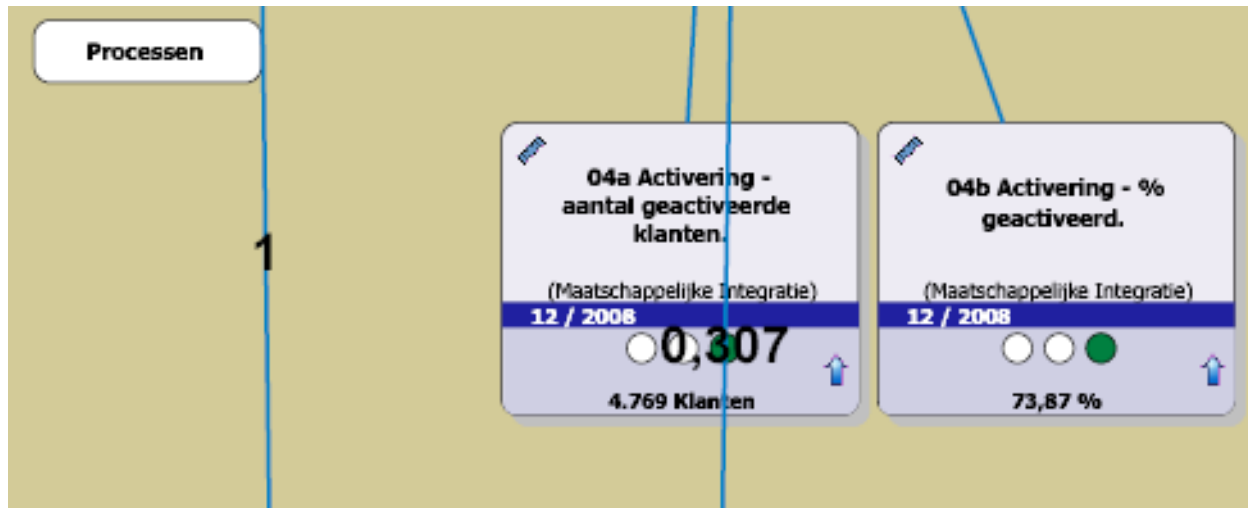 Processen
1
04a Activering -
aantal geactiveerde
klanten.
(Maatschappelijke Integratie)
12 / 2008
0,307
4.769 Klanten
04b Activering - %
geactiveerd.
(Maatschappelijke Integratie)
12 / 2008
73,87 %